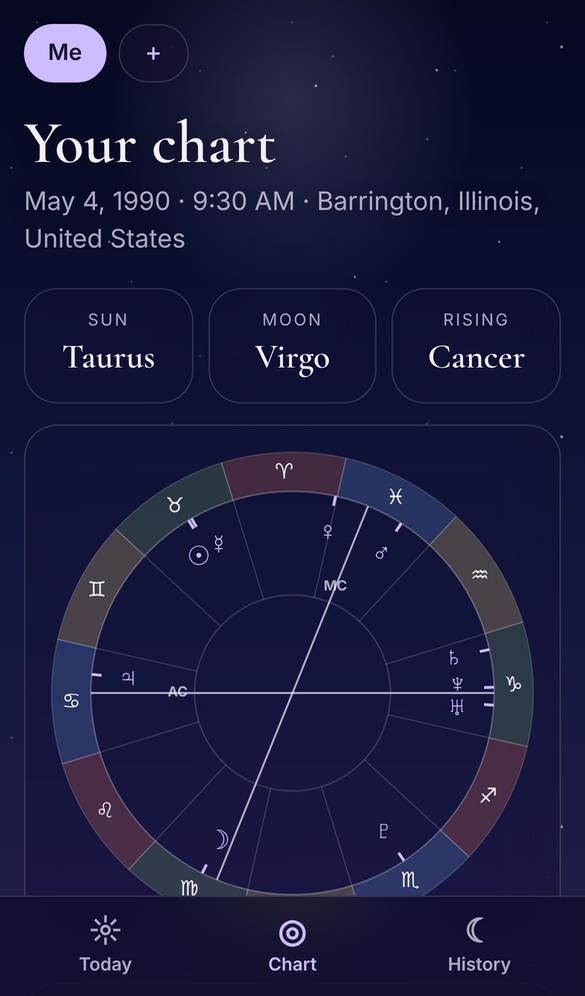 Me
+
Your chart
May 4, 1990 · 9:30 AM · Barrington, Illinois,
United States
SUN
Taurus
MOON
Virgo
RISING
Cancer
♈
♉
♓
♀
☉ ☿
♂
♊
♒
MC
♄
♃
♆
♑
♋
AC
♅
♌
♐
☽
♇
♍
♏
Today
Chart
History